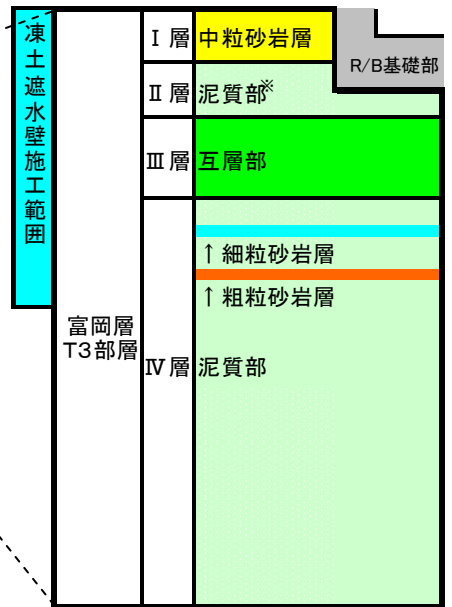 凍土遮水壁施工範囲
Ⅰ層 中粒砂岩層
R/B基礎部
Ⅱ層 泥質部※
Ⅲ層 互層部
↑細粒砂岩層
↑粗粒砂岩層
富岡層
T3部層
Ⅳ層 泥質部